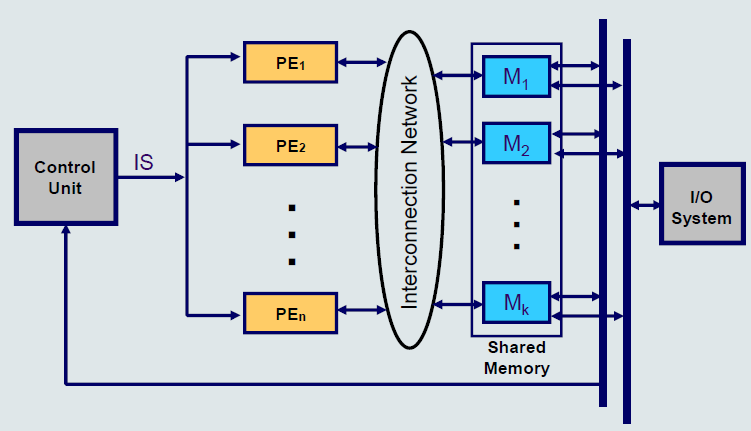 Control
Unit
IS
PE1
PE2
PEn
Interconnection Network
M1
M2
Mk
Shared
Memory
I/O
System